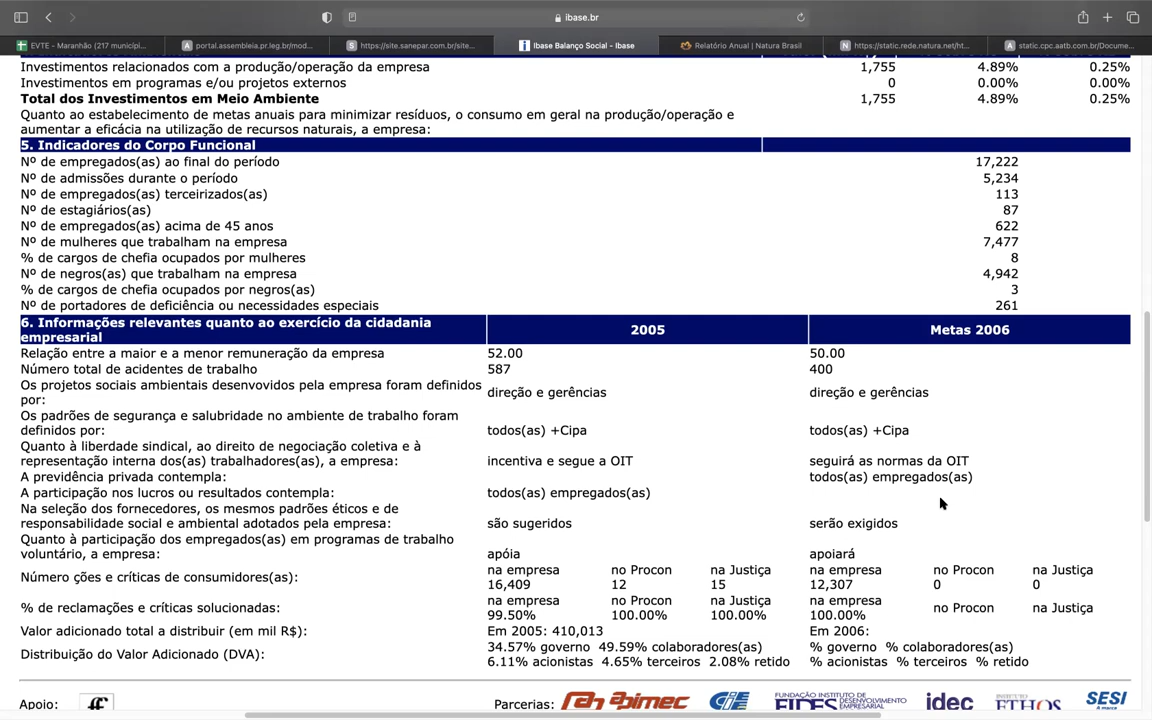 ibase.br
EVTE - Maranhão (217 municípi...
portal.assembleia.pr.leg.br/mod...
https://site.sanepar.com.br/site...
Ibase Balanço Social - Ibase
Relatório Anual | Natura Brasil
https://static.rede.natura.net/ht...
static.cpc.aatb.com.br/Docume...
Investimentos relacionados com a produção/operação da empresa 1,755 4.89% 0.25%
Investimentos em programas e/ou projetos externos 0 0.00% 0.00%
Total dos Investimentos em Meio Ambiente 1,755 4.89% 0.25%
Quanto ao estabelecimento de metas anuais para minimizar resíduos, o consumo em geral na produção/operação e
aumentar a eficácia na utilização de recursos naturais, a empresa:
5. Indicadores do Corpo Funcional
Nº de empregados(as) ao final do período 17,222
Nº de admissões durante o período 5,234
Nº de empregados(as) terceirizados(as) 113
Nº de estagiários(as) 87
Nº de empregados(as) acima de 45 anos 622
Nº de mulheres que trabalham na empresa 7,477
% de cargos de chefia ocupados por mulheres 8
Nº de negros(as) que trabalham na empresa 4,942
% de cargos de chefia ocupados por negros(as) 3
Nº de portadores de deficiência ou necessidades especiais 261
6. Informações relevantes quanto ao exercício da cidadania
empresarial 2005 Metas 2006
Relação entre a maior e a menor remuneração da empresa 52.00 50.00
Número total de acidentes de trabalho 587 400
Os projetos sociais ambientais desenvovidos pela empresa foram definidos
por: direção e gerências direção e gerências
Os padrões de segurança e salubridade no ambiente de trabalho foram
definidos por: todos(as) +Cipa todos(as) +Cipa
Quanto à liberdade sindical, ao direito de negociação coletiva e à
representação interna dos(as) trabalhadores(as), a empresa: incentiva e segue a OIT seguirá as normas da OIT
A previdência privada contempla: todos(as) empregados(as)
A participação nos lucros ou resultados contempla: todos(as) empregados(as)
Na seleção dos fornecedores, os mesmos padrões éticos e de
responsabilidade social e ambiental adotados pela empresa: são sugeridos serão exigidos
Quanto à participação dos empregados(as) em programas de trabalho
voluntário, a empresa: apóia apoiará
na empresa no Procon na Justiça na empresa no Procon na Justiça
Número ções e críticas de consumidores(as): 16,409 12 15 12,307 0 0
na empresa no Procon na Justiça na empresa no Procon na Justiça
% de reclamações e críticas solucionadas: 99.50% 100.00% 100.00% 100.00%
Valor adicionado total a distribuir (em mil R$): Em 2005: 410,013 Em 2006:
Distribuição do Valor Adicionado (DVA): 34.57% governo 49.59% colaboradores(as) % governo % colaboradores(as)
6.11% acionistas 4.65% terceiros 2.08% retido % acionistas % terceiros % retido
Apoio: Parcerias: apimec FUNDAÇÃO INSTITUTO DE DESENVOLVIMENTO EMPRESARIAL FIDES idec ETHOS SESI